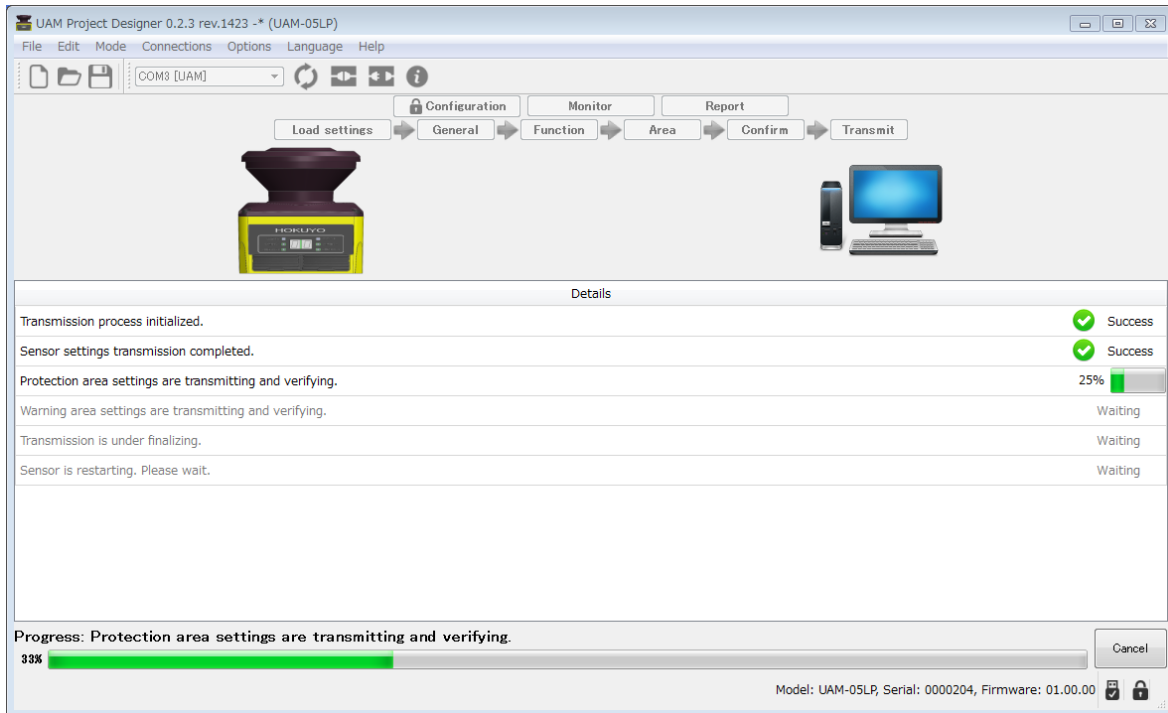 UAM Project Designer 0.2.3 rev.1423 -* (UAM-05LP)
File Edit Mode Connections Options Language Help
COM3 [UAM]
Configuration Monitor Report
Load settings General Function Area Confirm Transmit
HOKUYO
Details
Transmission process initialized. Success
Sensor settings transmission completed. Success
Protection area settings are transmitting and verifying. 25%
Warning area settings are transmitting and verifying. Waiting
Transmission is under finalizing. Waiting
Sensor is restarting. Please wait. Waiting
Progress: Protection area settings are transmitting and verifying.
33% Cancel
Model: UAM-05LP, Serial: 0000204, Firmware: 01.00.00